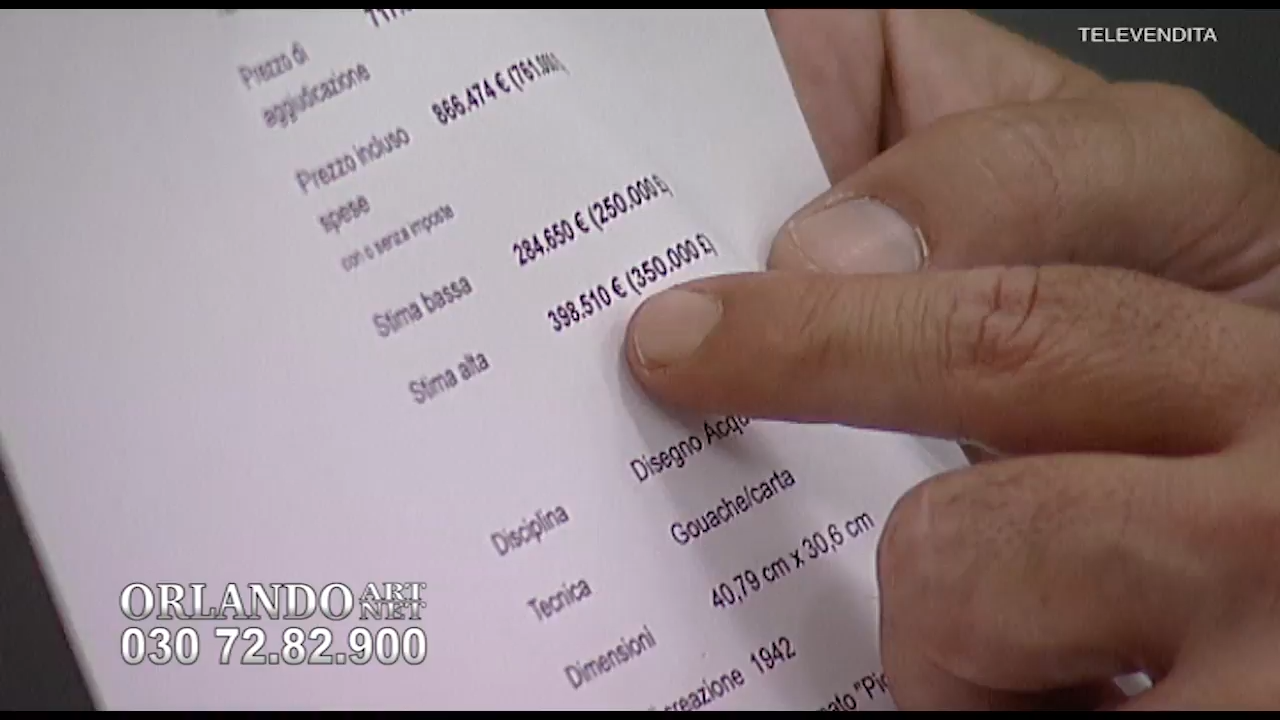 TELEVENDITA
Prezzo di
aggiudicazione
Prezzo incluso 866.474 € (761.000
spese
con o senza imposte
Stima bassa 284.650 € (250.000 £)
Stima alta 398.510 € (350.000 £)
Disciplina Disegno
Tecnica Gouache/carta
Dimensioni 40,79 cm x 30,6 cm
creazione 1942
ORLANDO ART NET
030 72.82.900